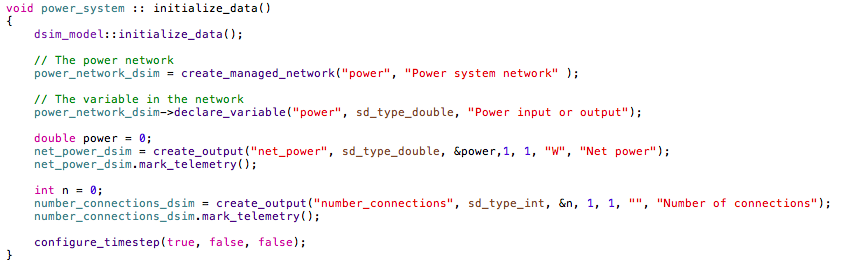 void power_system :: initialize_data()
{
    dsim_model::initialize_data();

    // The power network
    power_network_dsim = create_managed_network("power", "Power system network" );

    // The variable in the network
    power_network_dsim->declare_variable("power", sd_type_double, "Power input or output");

    double power = 0;
    net_power_dsim = create_output("net_power", sd_type_double, &power,1, 1, "W", "Net power");
    net_power_dsim.mark_telemetry();

    int n = 0;
    number_connections_dsim = create_output("number_connections", sd_type_int, &n, 1, 1, "", "Number of connections");
    number_connections_dsim.mark_telemetry();

    configure_timestep(true, false, false);
}